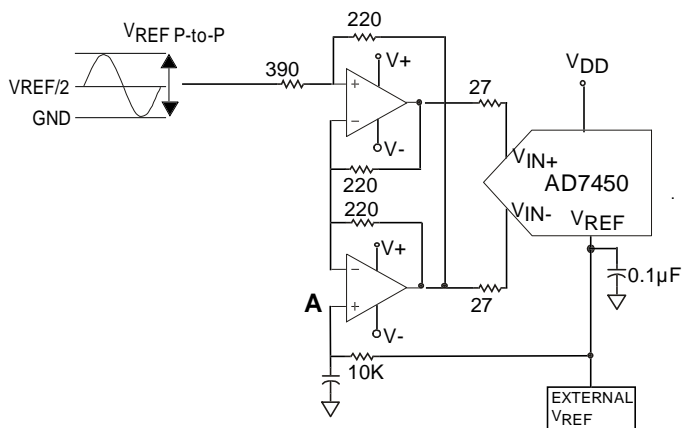 VREF P-to-P
VREF/2
GND
390
220
V+
+
–
V-
220
220
27
VDD
VIN+
AD7450
VIN-
VREF
0.1µF
V+
–
+
A
V-
27
10K
EXTERNAL
VREF